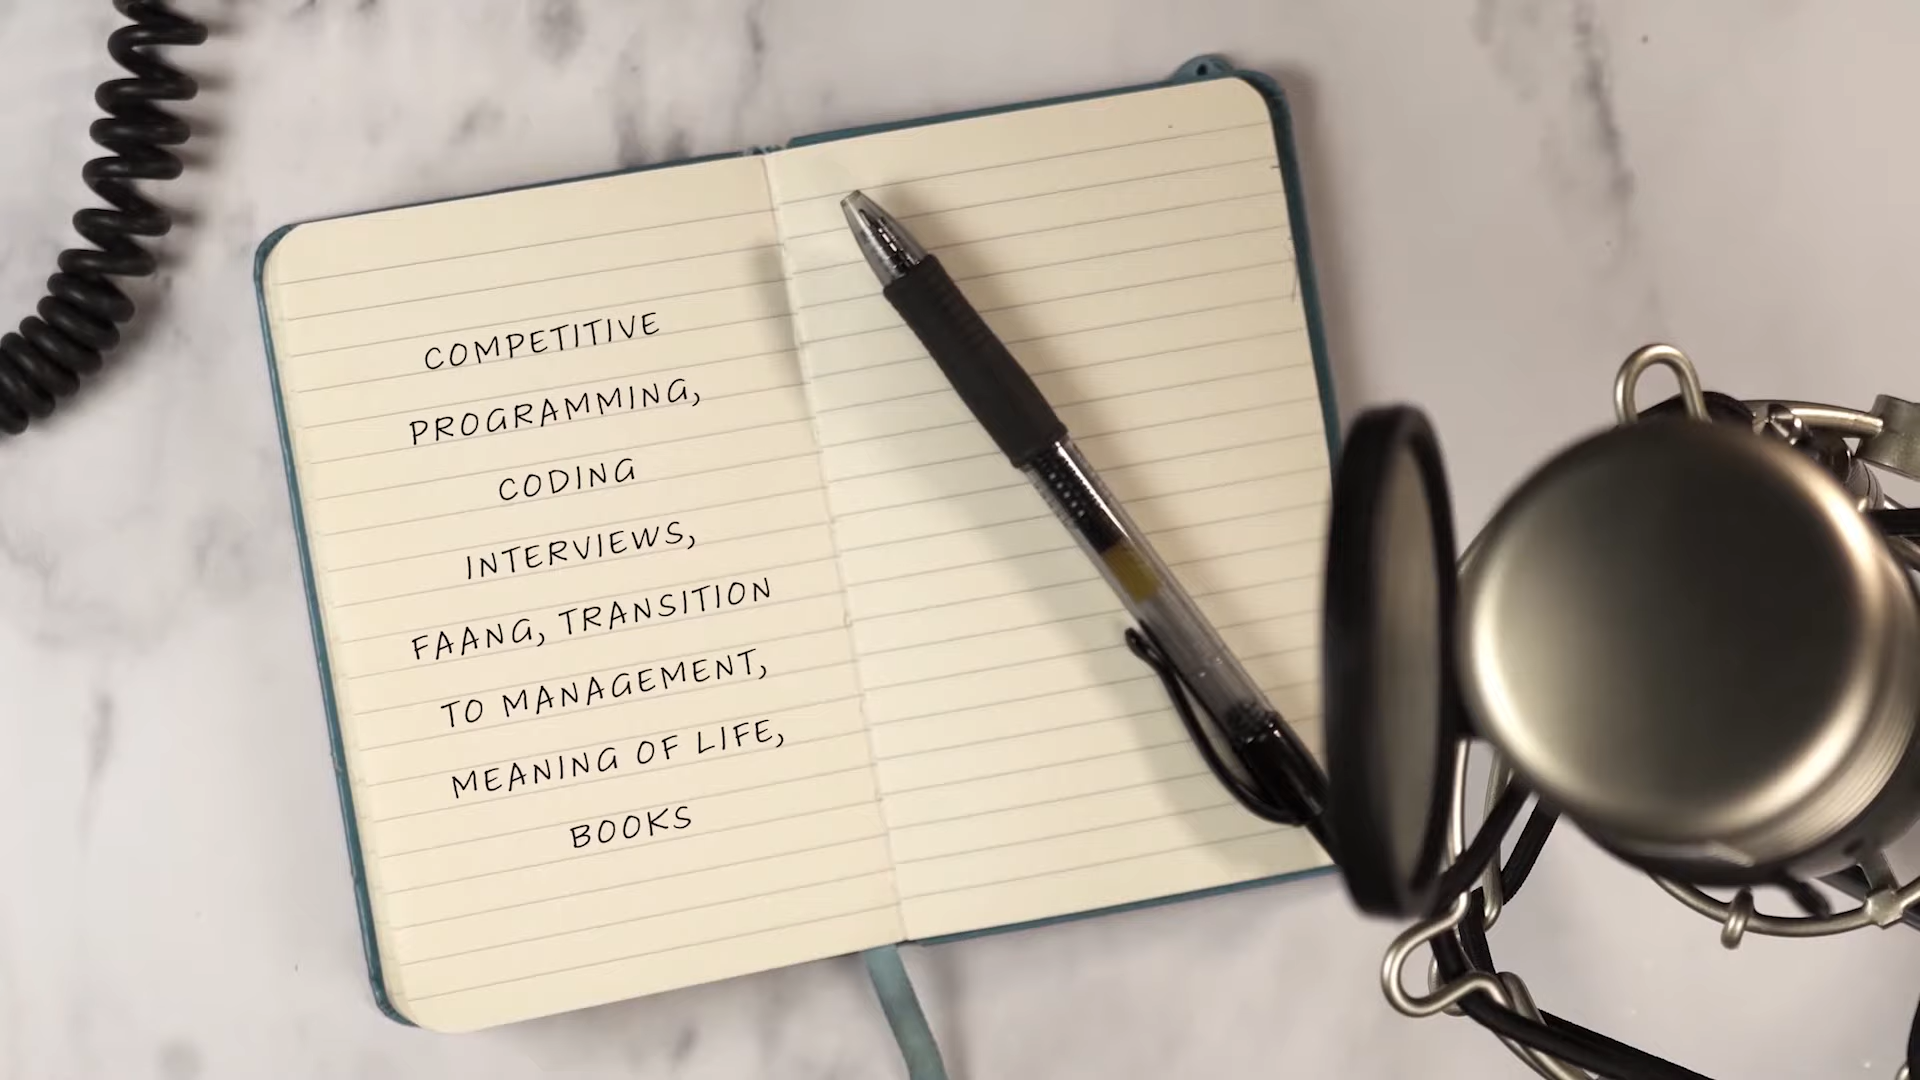 COMPETITIVE
PROGRAMMING,
CODING
INTERVIEWS,
FAANG, TRANSITION
TO MANAGEMENT,
MEANING OF LIFE,
BOOKS